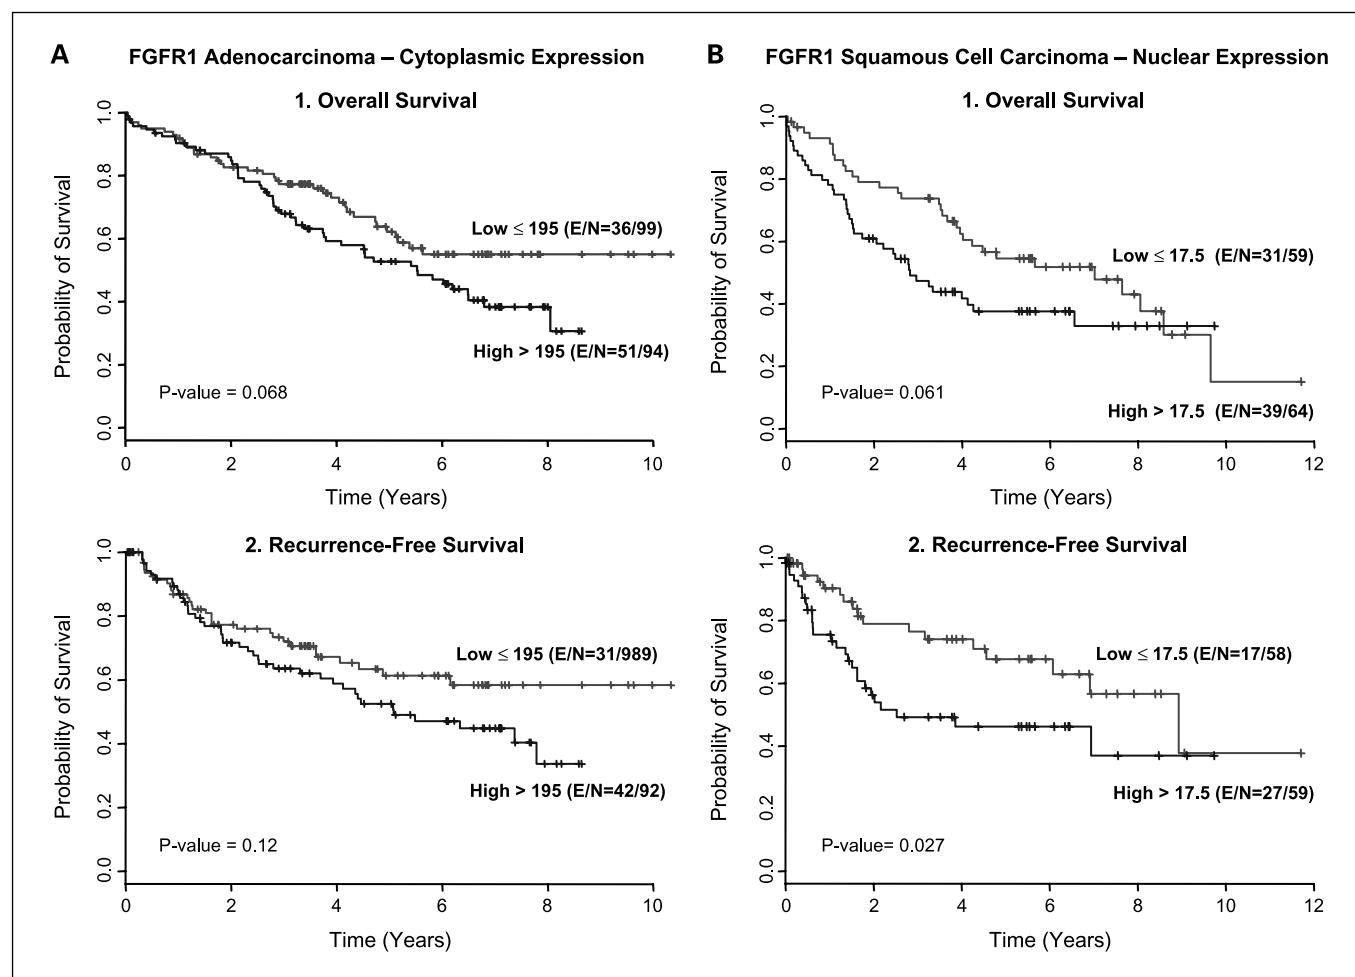 A FGFR1 Adenocarcinoma – Cytoplasmic Expression
1. Overall Survival
Probability of Survival
0.0 0.2 0.4 0.6 0.8 1.0
Low ≤ 195 (E/N=36/99)
High > 195 (E/N=51/94)
P-value = 0.068
0 2 4 6 8 10
Time (Years)
2. Recurrence-Free Survival
Probability of Survival
0.0 0.2 0.4 0.6 0.8 1.0
Low ≤ 195 (E/N=31/989)
High > 195 (E/N=42/92)
P-value = 0.12
0 2 4 6 8 10
Time (Years)
B FGFR1 Squamous Cell Carcinoma – Nuclear Expression
1. Overall Survival
Probability of Survival
0.0 0.2 0.4 0.6 0.8 1.0
Low ≤ 17.5 (E/N=31/59)
P-value = 0.061
High > 17.5 (E/N=39/64)
0 2 4 6 8 10 12
Time (Years)
2. Recurrence-Free Survival
Probability of Survival
0.0 0.2 0.4 0.6 0.8 1.0
Low ≤ 17.5 (E/N=17/58)
High > 17.5 (E/N=27/59)
P-value= 0.027
0 2 4 6 8 10 12
Time (Years)